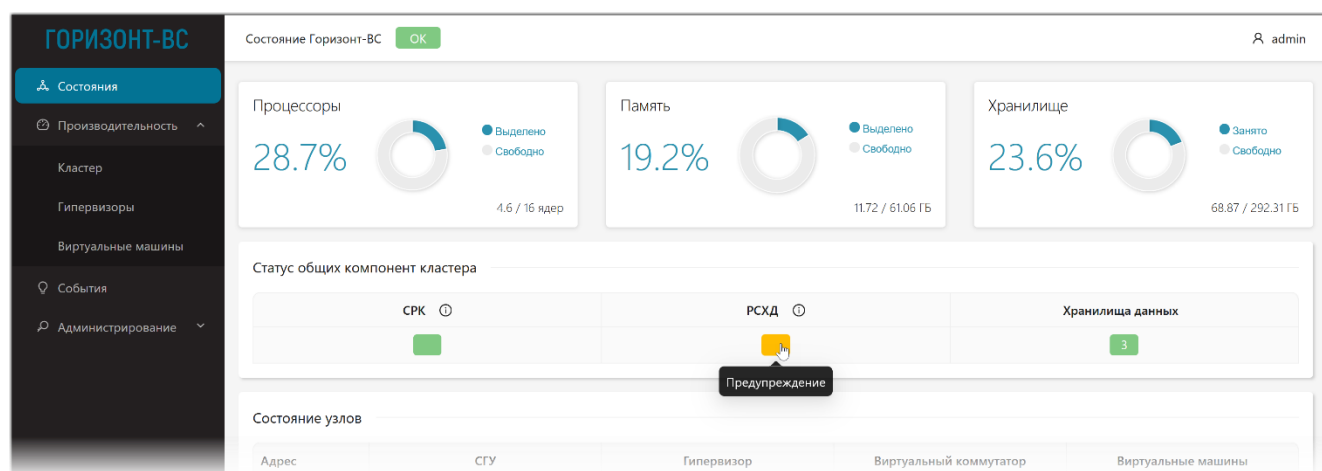 ГОРИЗОНТ-ВС
Состояние Горизонт-ВС OK
admin
Состояния
Производительность
Кластер
Гипервизоры
Виртуальные машины
События
Администрирование
Процессоры
28.7%
Выделено
Свободно
4.6 / 16 ядер
Память
19.2%
Выделено
Свободно
11.72 / 61.06 ГБ
Хранилище
23.6%
Занято
Свободно
68.87 / 292.31 ГБ
Статус общих компонент кластера
СРК РСХД Хранилища данных
3
Предупреждение
Состояние узлов
Адрес СГУ Гипервизор Виртуальный коммутатор Виртуальные машины